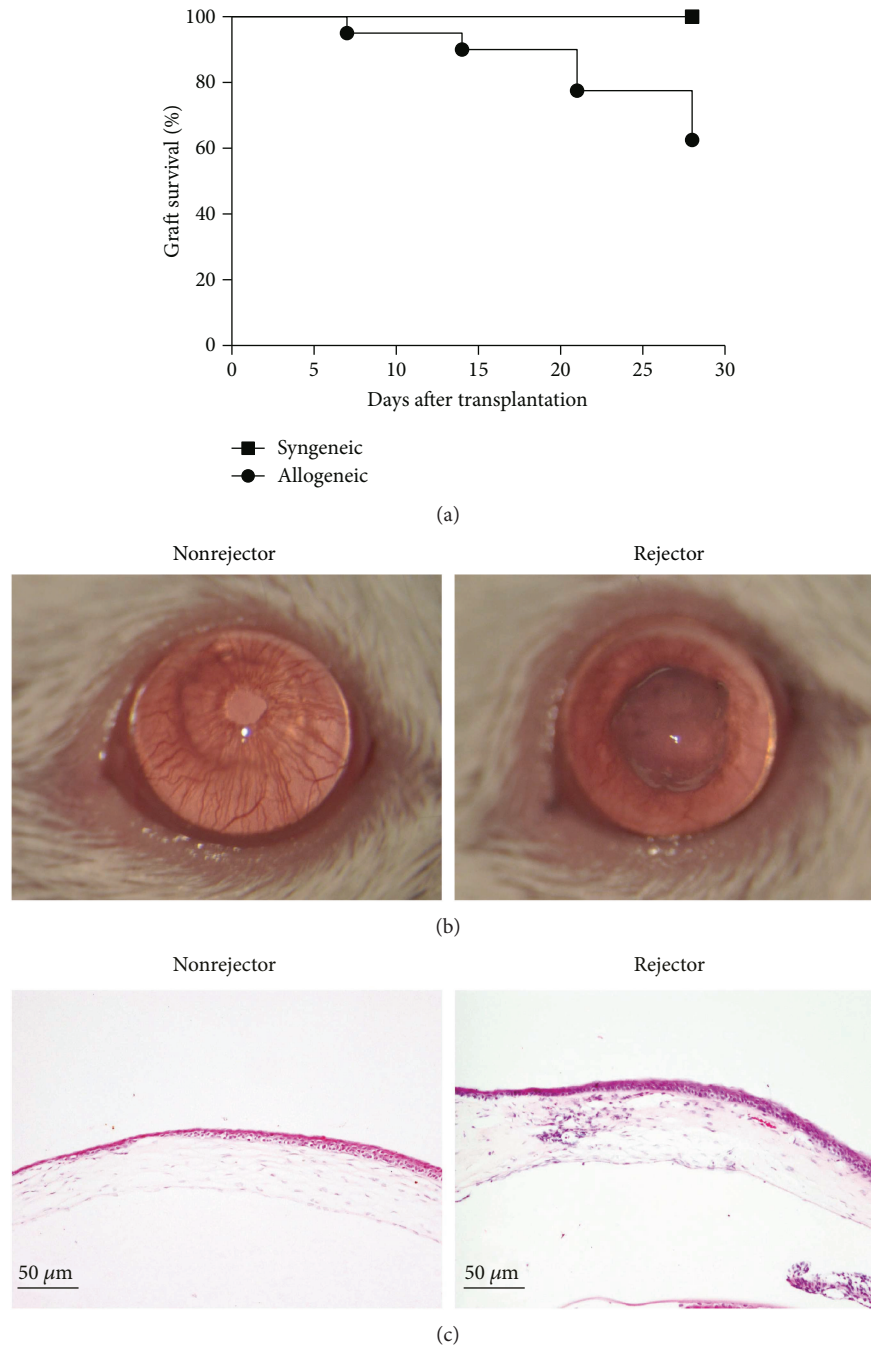 100
80
60
40
20
0
Graft survival (%)
0 5 10 15 20 25 30
Days after transplantation
Syngeneic
Allogeneic
(a)
Nonrejector Rejector
(b)
Nonrejector Rejector
50 μm 50 μm
(c)